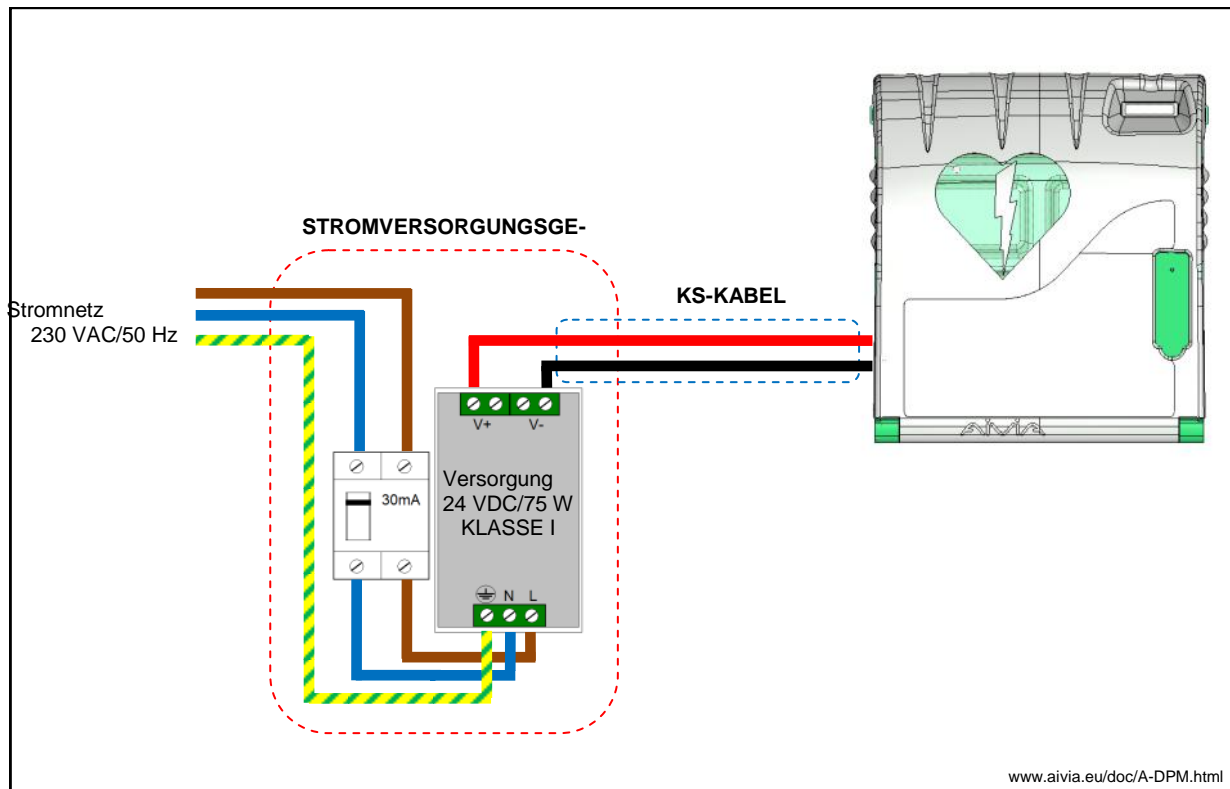 STROMVERSORGUNGSGE-
KS-KABEL
Stromnetz
230 VAC/50 Hz
V+ V-
Versorgung
24 VDC/75 W
KLASSE I
30mA
N L
AIVIA
www.aivia.eu/doc/A-DPM.html